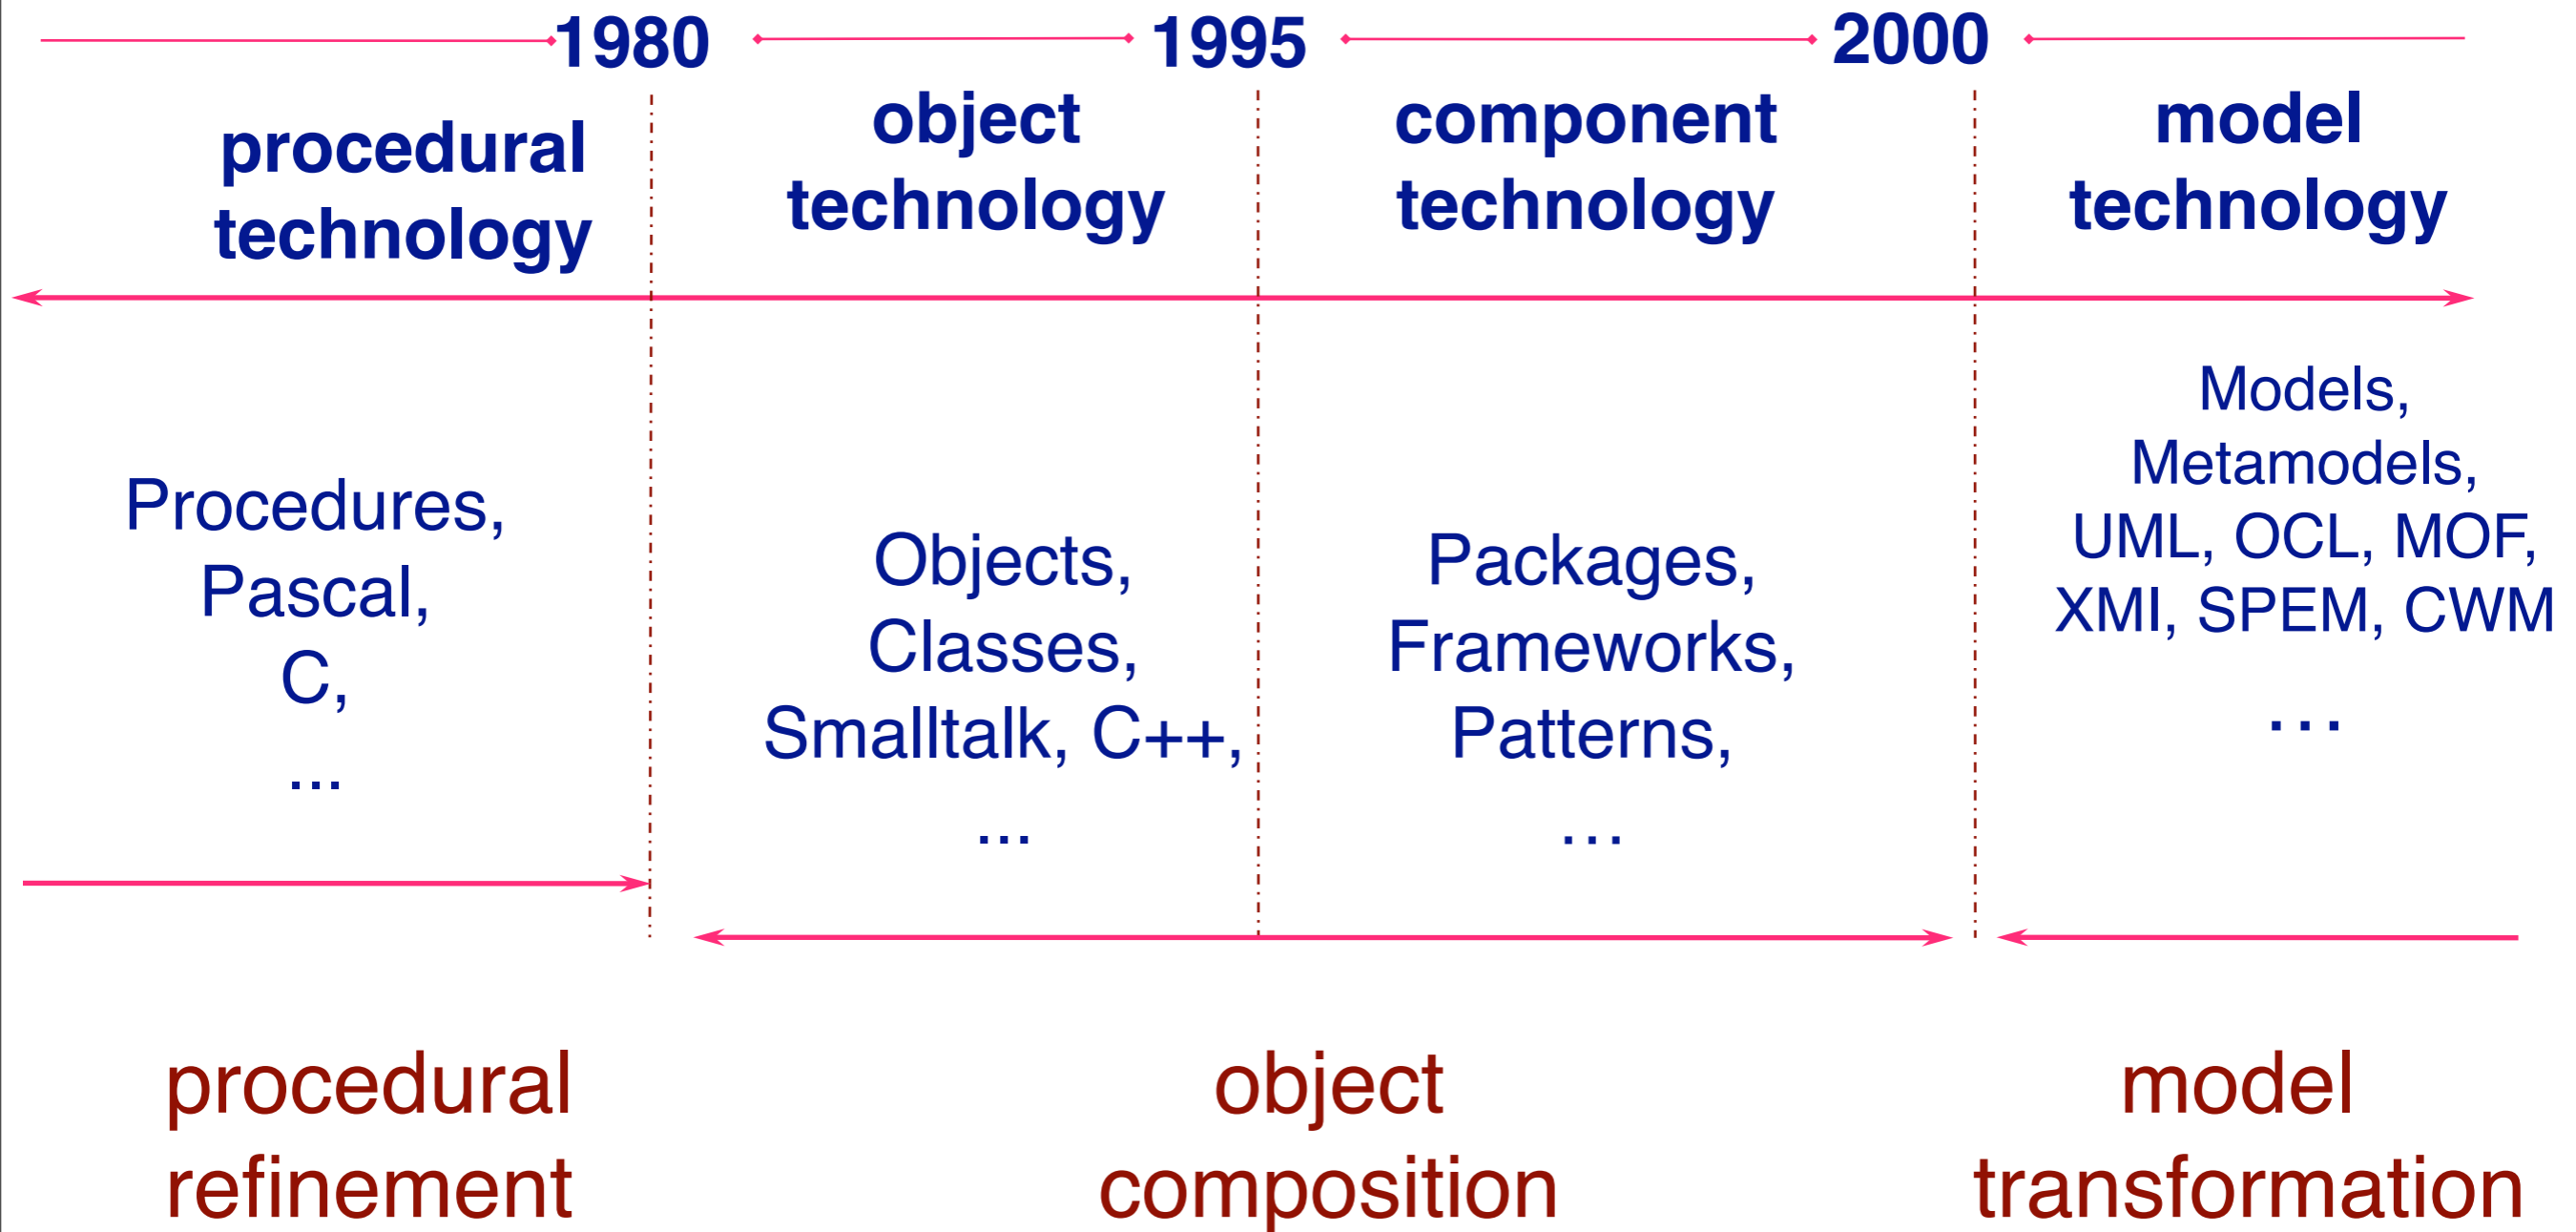 1980
1995
2000
procedural
technology
object
technology
component
technology
model
technology
Procedures,
Pascal,
C,
...
Objects,
Classes,
Smalltalk, C++,
...
Packages,
Frameworks,
Patterns,
…
Models,
Metamodels,
UML, OCL, MOF,
XMI, SPEM, CWM
…
procedural
refinement
object
composition
model
transformation